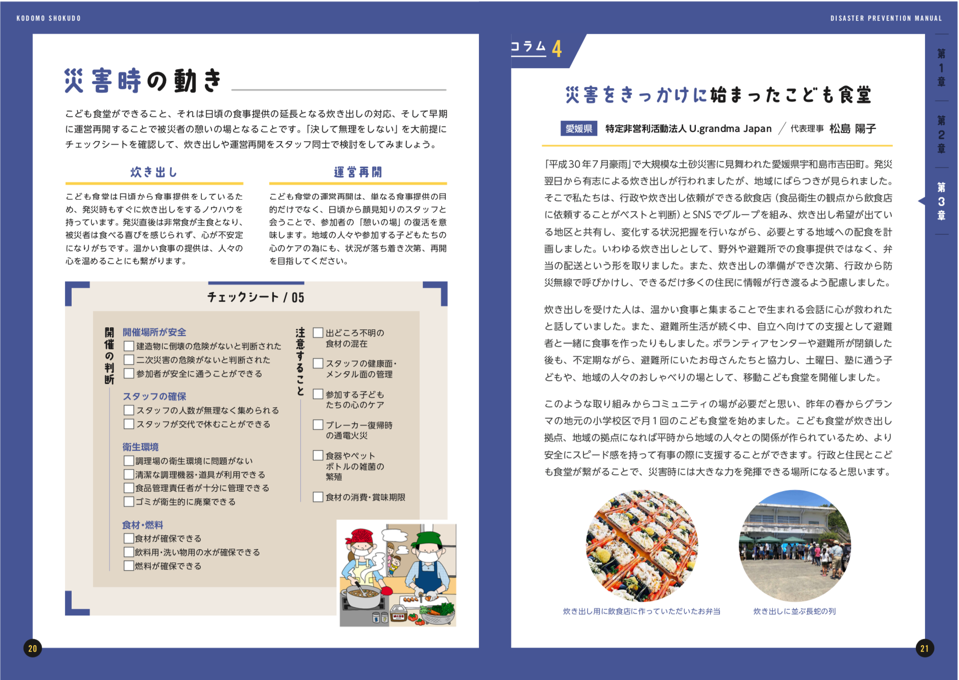 KODOMO SHOKUDO
災害時の動き
こども食堂ができること、それは日頃の食事提供の延長となる炊き出しの対応、そして早期
に運営再開することで被災者の憩いの場となることです。「決して無理をしない」を大前提に
チェックシートを確認して、炊き出しや運営再開をスタッフ同士で検討をしてみましょう。
炊き出し
こども食堂は日頃から食事提供をしているた
め、発災時もすぐに炊き出しをするノウハウを
持っています。発災直後は非常食が主食となり、
被災者は食べる喜びを感じられず、心が不安定
になりがちです。温かい食事の提供は、人々の
心を温めることにも繋がります。
運営再開
こども食堂の運営再開は、単なる食事提供の目
的だけでなく、日頃から顔見知りのスタッフと
会うことで、参加者の「憩いの場」の復活を意
味します。地域の人々や参加する子どもたちの
心のケアの為にも、状況が落ち着き次第、再開
を目指してください。
チェックシート / 05
開催の判断
開催場所が安全
建造物に倒壊の危険がないと判断された
二次災害の危険がないと判断された
参加者が安全に通うことができる
スタッフの確保
スタッフの人数が無理なく集められる
スタッフが交代で休むことができる
衛生環境
調理場の衛生環境に問題がない
清潔な調理機器・道具が利用できる
食品管理責任者が十分に管理できる
ゴミが衛生的に廃棄できる
食材・燃料
食材が確保できる
飲料用・洗い物用の水が確保できる
燃料が確保できる
注意すること
出どころ不明の
食材の混在
スタッフの健康面・
メンタル面の管理
参加する子ども
たちの心のケア
ブレーカー復帰時
の通電火災
食器やペット
ボトルの雑菌の
繁殖
食材の消費・賞味期限
20
DISASTER PREVENTION MANUAL
コラム 4
災害をきっかけに始まったこども食堂
愛媛県 特定非営利活動法人 U.grandma Japan ／ 代表理事 松島 陽子
「平成30年7月豪雨」で大規模な土砂災害に見舞われた愛媛県宇和島市吉田町。発災
翌日から有志による炊き出しが行われましたが、地域にばらつきが見られました。
そこで私たちは、行政や炊き出し依頼ができる飲食店（食品衛生の観点から飲食店
に依頼することがベストと判断）とSNSでグループを組み、炊き出し希望が出てい
る地区と共有し、変化する状況把握を行いながら、必要とする地域への配食を計
画しました。いわゆる炊き出しとして、野外や避難所での食事提供ではなく、弁
当の配送という形を取りました。また、炊き出しの準備ができ次第、行政から防
災無線で呼びかけし、できるだけ多くの住民に情報が行き渡るよう配慮しました。
炊き出しを受けた人は、温かい食事と集まることで生まれる会話に心が救われた
と話していました。また、避難所生活が続く中、自立へ向けての支援として避難
者と一緒に食事を作ったりもしました。ボランティアセンターや避難所が閉鎖した
後も、不定期ながら、避難所にいたお母さんたちと協力し、土曜日、塾に通う子
どもや、地域の人々のおしゃべりの場として、移動こども食堂を開催しました。
このような取り組みからコミュニティの場が必要だと思い、昨年の春からグラン
マの地元の小学校区で月1回のこども食堂を始めました。こども食堂が炊き出し
拠点、地域の拠点になれば平時から地域の人々との関係が作られているため、より
安全にスピード感を持って有事の際に支援することができます。行政と住民とこど
も食堂が繋がることで、災害時には大きな力を発揮できる場所になると思います。
炊き出し用に飲食店に作っていただいたお弁当
炊き出しに並ぶ長蛇の列
第1章
第2章
第3章
21